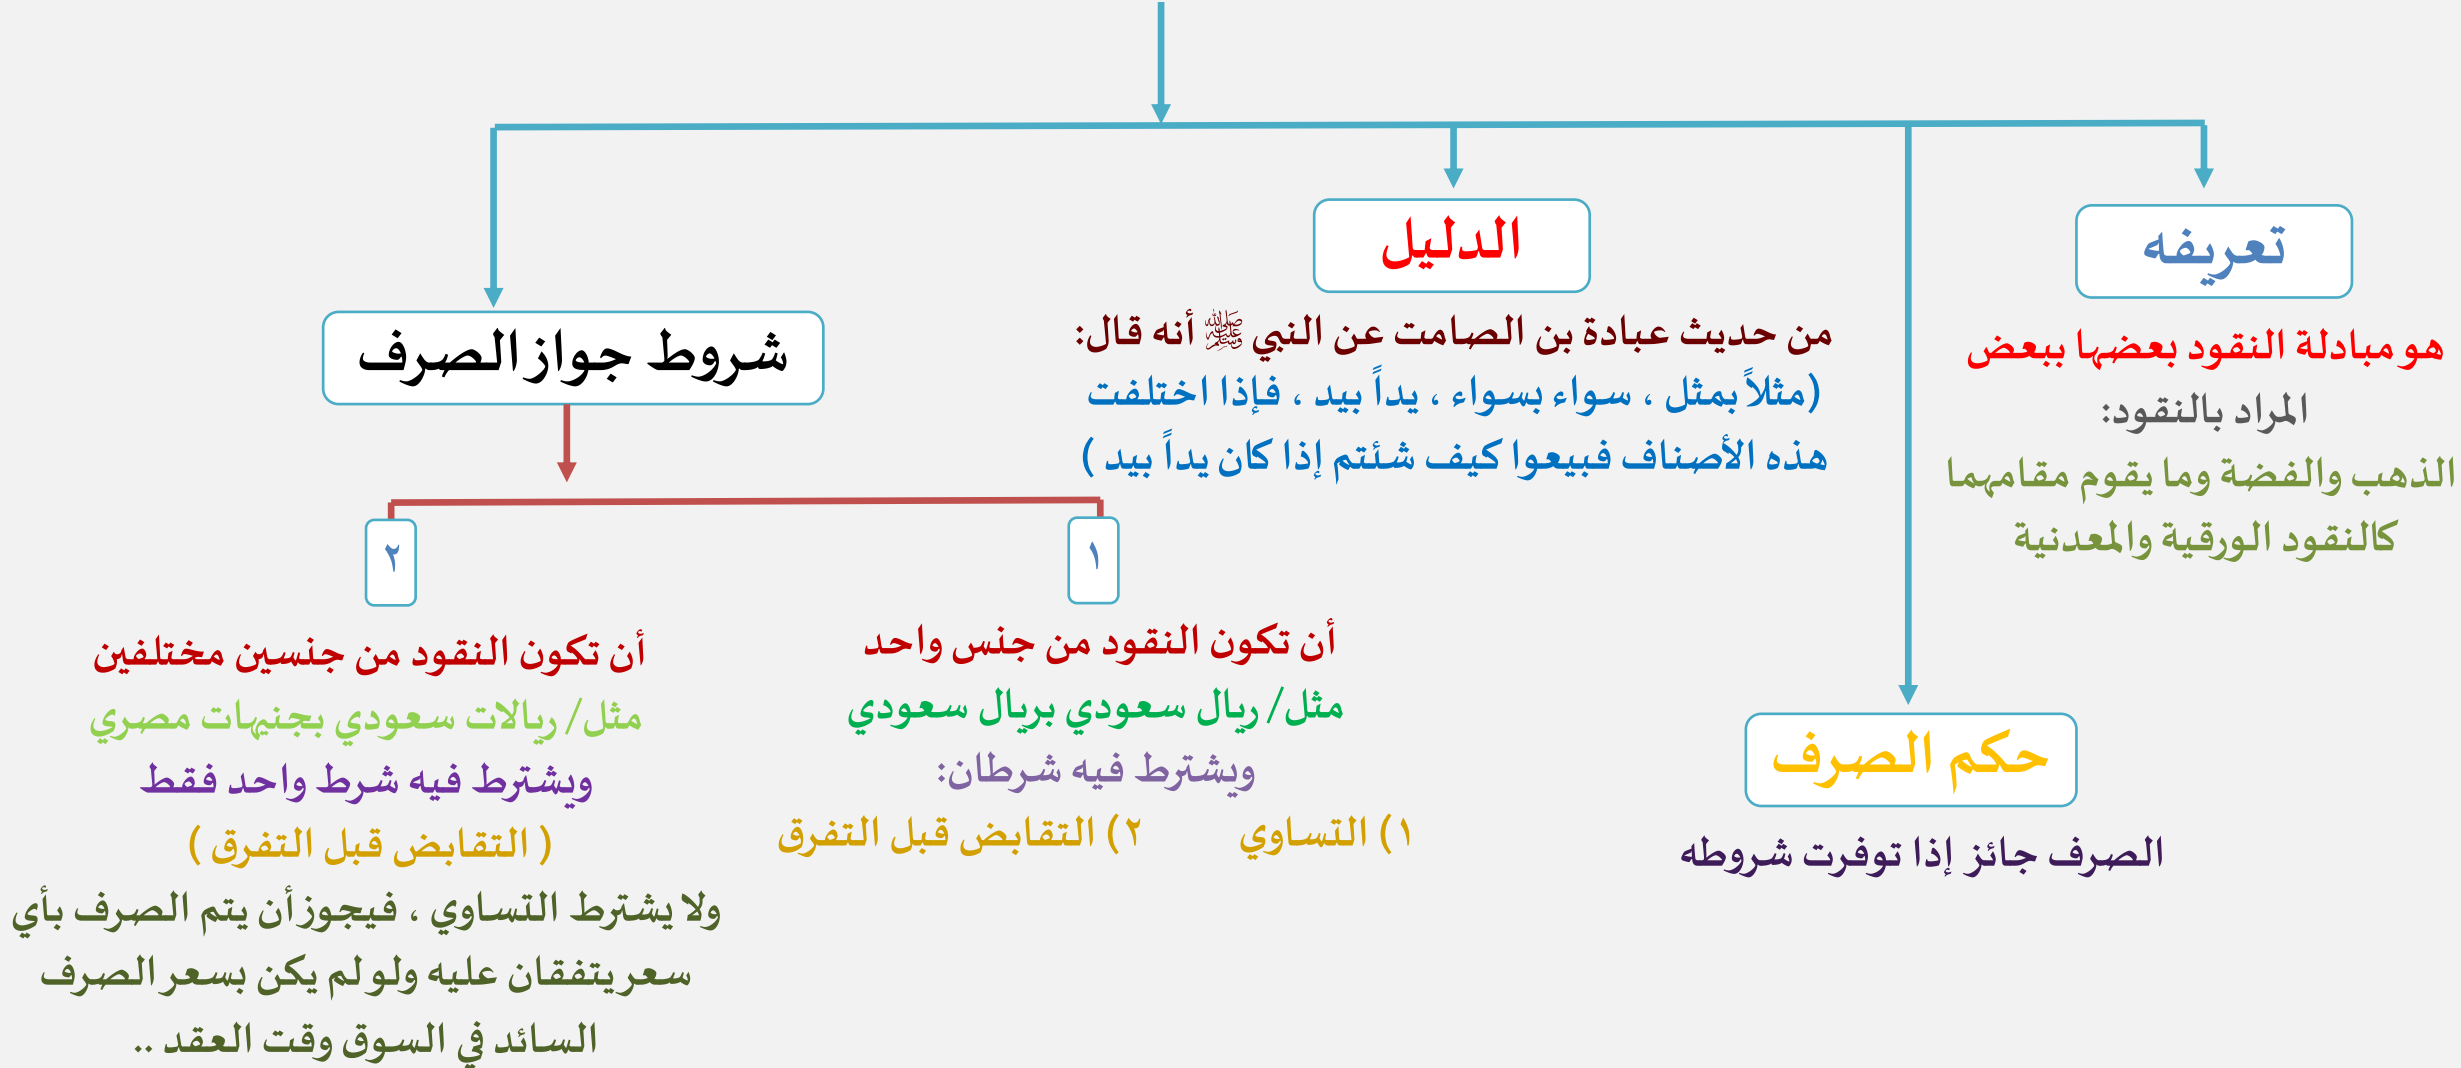 تعريفه
هو مبادلة النقود بعضها ببعض
المراد بالنقود:
الذهب والفضة وما يقوم مقامهما
كالنقود الورقية والمعدنية
حكم الصرف
الصرف جائز إذا توفرت شروطه
الدليل
من حديث عبادة بن الصامت عن النبي ﷺ أنه قال:
(مثلاً بمثل ، سواء بسواء ، يداً بيد ، فإذا اختلفت
هذه الأصناف فبيعوا كيف شئتم إذا كان يداً بيد )
شروط جواز الصرف
١
أن تكون النقود من جنس واحد
مثل/ ريال سعودي بريال سعودي
ويشترط فيه شرطان:
١) التساوي ٢) التقابض قبل التفرق
٢
أن تكون النقود من جنسين مختلفين
مثل/ ريالات سعودي بجنيهات مصري
ويشترط فيه شرط واحد فقط
( التقابض قبل التفرق )
ولا يشترط التساوي ، فيجوز أن يتم الصرف بأي
سعر يتفقان عليه ولو لم يكن بسعر الصرف
السائد في السوق وقت العقد ..